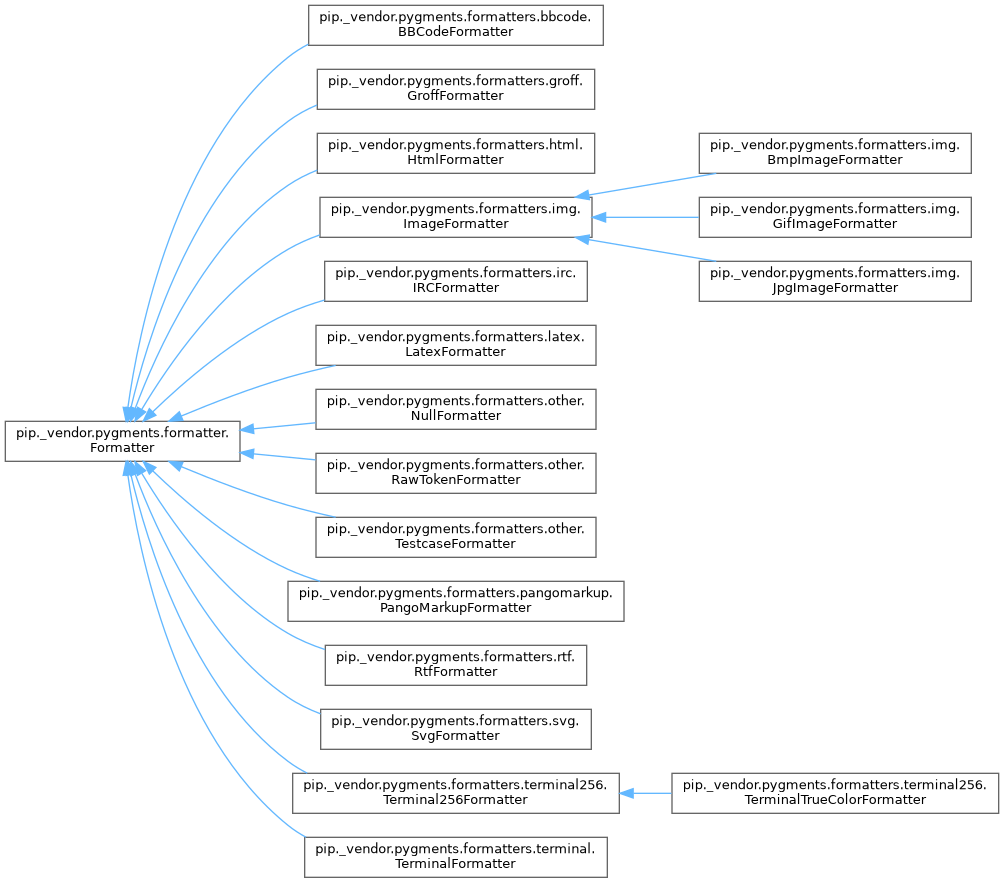 pip._vendor.pygments.formatters.bbcode.
BBCodeFormatter
pip._vendor.pygments.formatters.groff.
GroffFormatter
pip._vendor.pygments.formatters.html.
HtmlFormatter
pip._vendor.pygments.formatters.img.
BmpImageFormatter
pip._vendor.pygments.formatters.img.
ImageFormatter
pip._vendor.pygments.formatters.img.
GifImageFormatter
pip._vendor.pygments.formatters.irc.
IRCFormatter
pip._vendor.pygments.formatters.img.
JpgImageFormatter
pip._vendor.pygments.formatters.latex.
LatexFormatter
pip._vendor.pygments.formatters.other.
NullFormatter
pip._vendor.pygments.formatter.
Formatter
pip._vendor.pygments.formatters.other.
RawTokenFormatter
pip._vendor.pygments.formatters.other.
TestcaseFormatter
pip._vendor.pygments.formatters.pangomarkup.
PangoMarkupFormatter
pip._vendor.pygments.formatters.rtf.
RtfFormatter
pip._vendor.pygments.formatters.svg.
SvgFormatter
pip._vendor.pygments.formatters.terminal256.
Terminal256Formatter
pip._vendor.pygments.formatters.terminal256.
TerminalTrueColorFormatter
pip._vendor.pygments.formatters.terminal.
TerminalFormatter